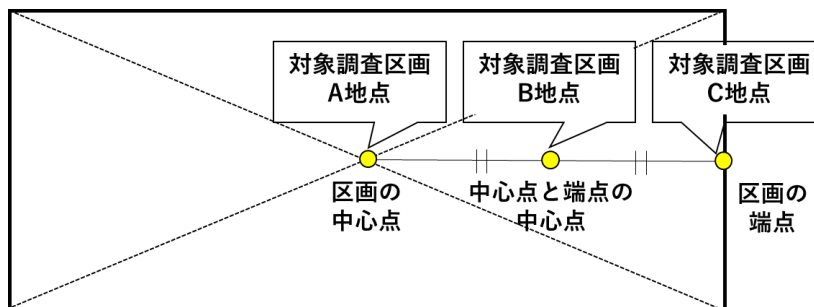 対象調査区画
A地点
対象調査区画
B地点
対象調査区画
C地点
区画の
中心点
中心点と端点の
中心点
区画の
端点